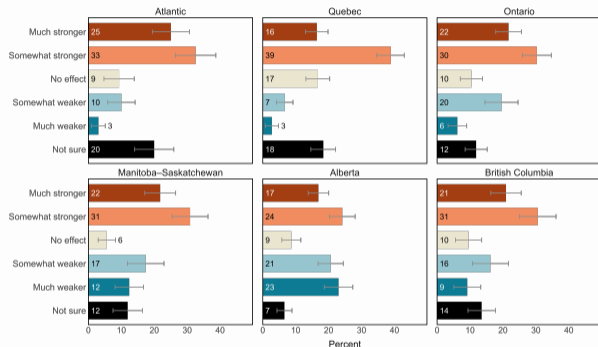 Atlantic Quebec Ontario
Much stronger 25 16 22
Somewhat stronger 33 39 30
No effect 9 17 10
Somewhat weaker 10 7 20
Much weaker 3 3 6
Not sure 20 18 12
Manitoba–Saskatchewan Alberta British Columbia
Much stronger 22 17 21
Somewhat stronger 31 24 31
No effect 6 9 10
Somewhat weaker 17 21 16
Much weaker 12 23 9
Not sure 12 7 14
0 10 20 30 40 0 10 20 30 40 0 10 20 30 40
Percent